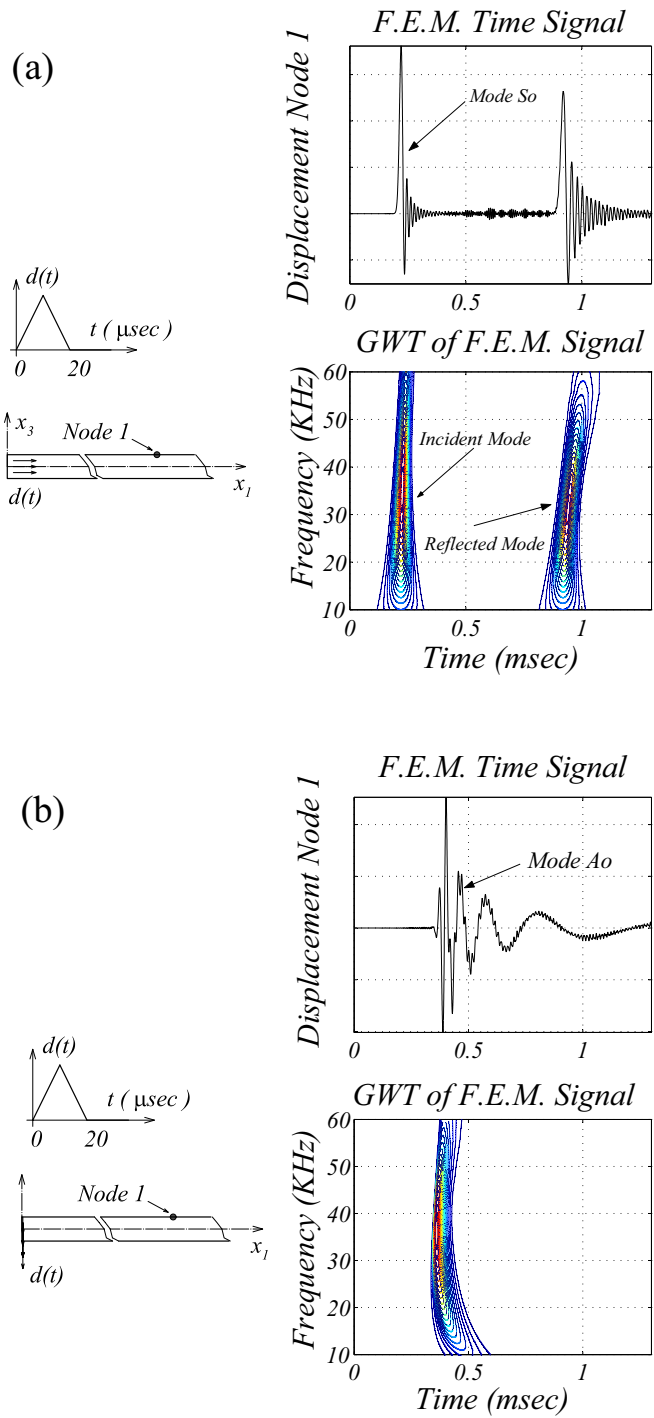 (a)
F.E.M. Time Signal
Displacement Node 1
Mode So
0
0.5
1
d(t)
t ( μsec )
0
20
x3
Node 1
d(t)
x1
GWT of F.E.M. Signal
Frequency (KHz)
60
50
40
30
20
10
Incident Mode
Reflected Mode
0
0.5
1
Time (msec)
(b)
F.E.M. Time Signal
Displacement Node 1
Mode Ao
0
0.5
1
d(t)
t ( μsec )
0
20
Node 1
x1
d(t)
GWT of F.E.M. Signal
Frequency (KHz)
60
50
40
30
20
10
0
0.5
1
Time (msec)